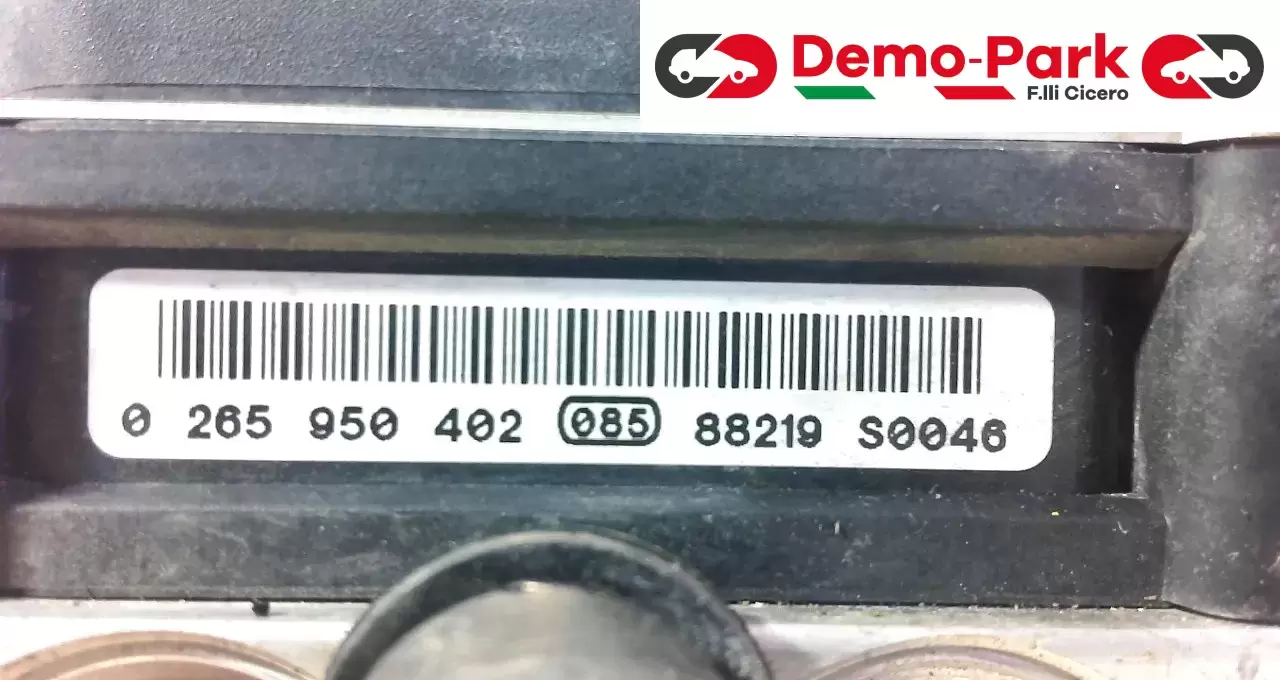 Demo-Park
F.lli Cicero
0 265 950 402 085 88219 S0046